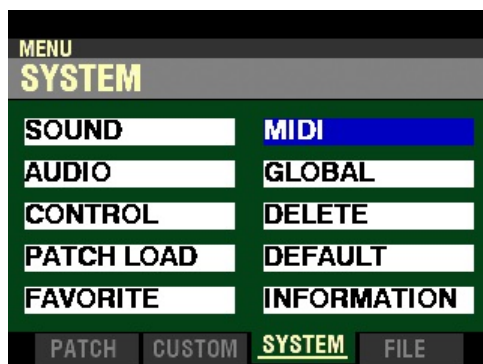 MENU
SYSTEM
SOUND
MIDI
AUDIO
GLOBAL
CONTROL
DELETE
PATCH LOAD
DEFAULT
FAVORITE
INFORMATION
PATCH CUSTOM SYSTEM FILE